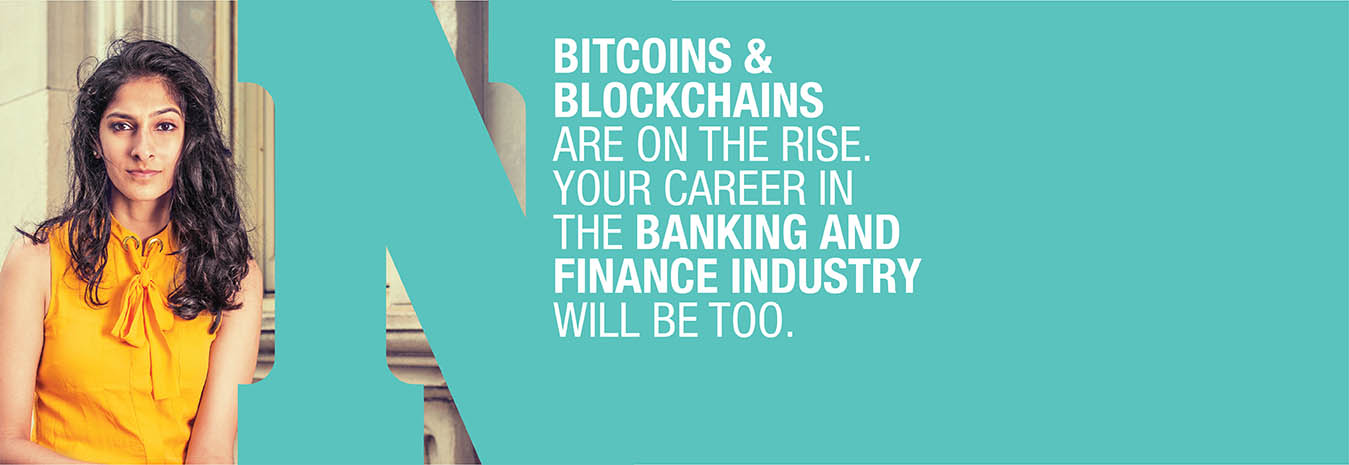 BITCOINS &
BLOCKCHAINS
ARE ON THE RISE.
YOUR CAREER IN
THE BANKING AND
FINANCE INDUSTRY
WILL BE TOO.